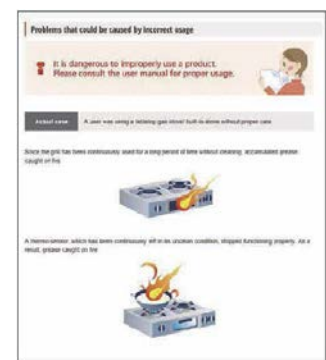 Problems that could be caused by incorrect usage
It is dangerous to improperly use a product.
Please consult the user manual for proper usage.
Actual case
A user was using a tabletop gas stove/ built-in stove without proper care
Since the grill has been continuously used for a long period of time without cleaning, accumulated grease
caught on fire
A thermo-sensor, which has been continuously left in its unclean condition, stopped functioning properly. As a
result, grease caught on fire